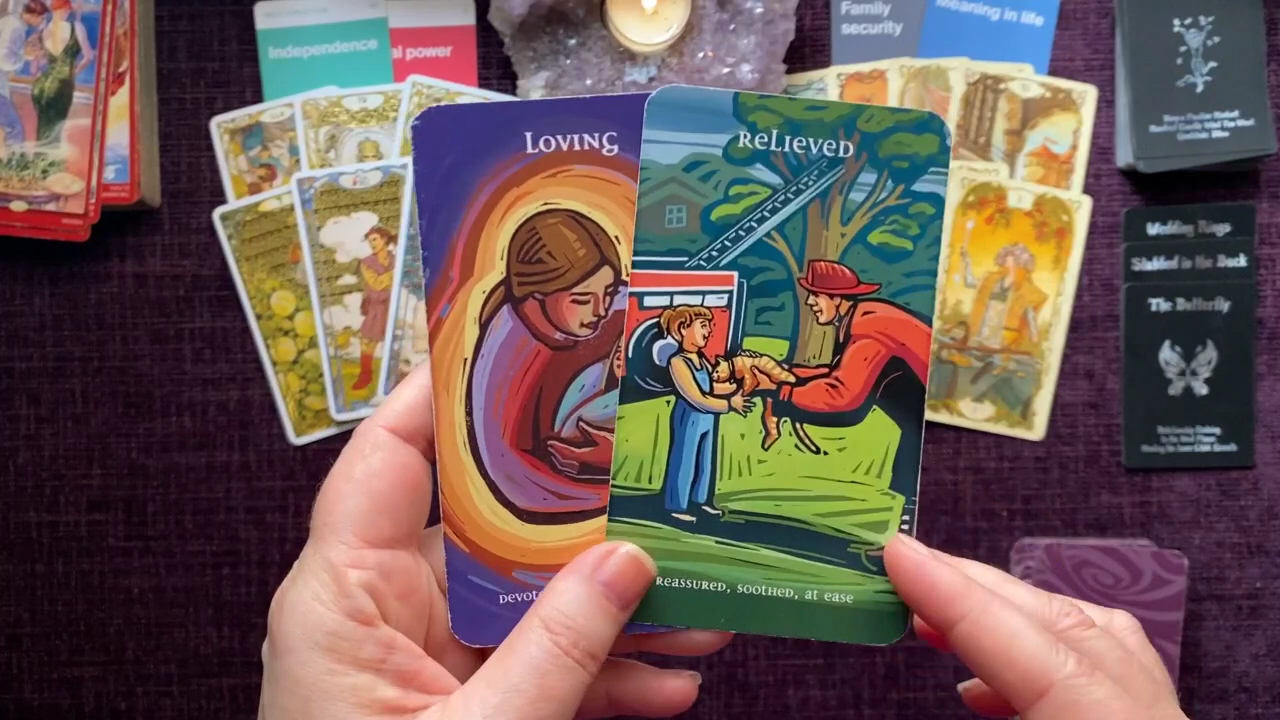 Independence
al power
Family
security
Meaning in life
LOVING
ReLIEVED
DEVOT
REASSURED, SOOTHED, AT EASE
Wedding Rings
Stabbed in the Back
The Butterfly